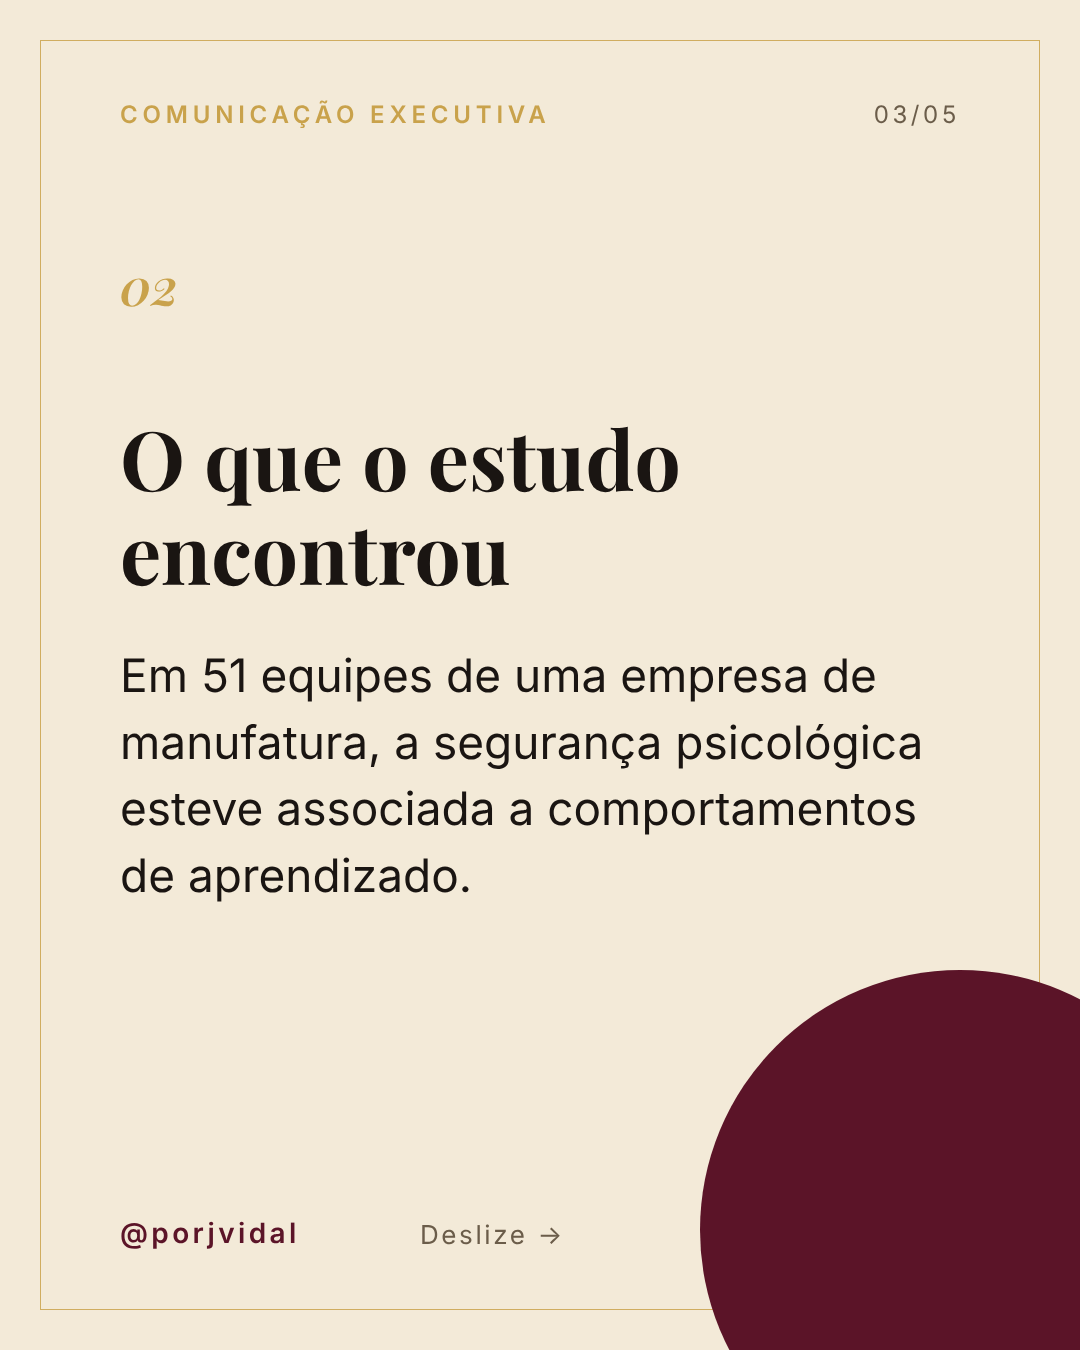 COMUNICAÇÃO EXECUTIVA
03/05
02
O que o estudo
encontrou
Em 51 equipes de uma empresa de
manufatura, a segurança psicológica
esteve associada a comportamentos
de aprendizado.
@porjvidal
Deslize →